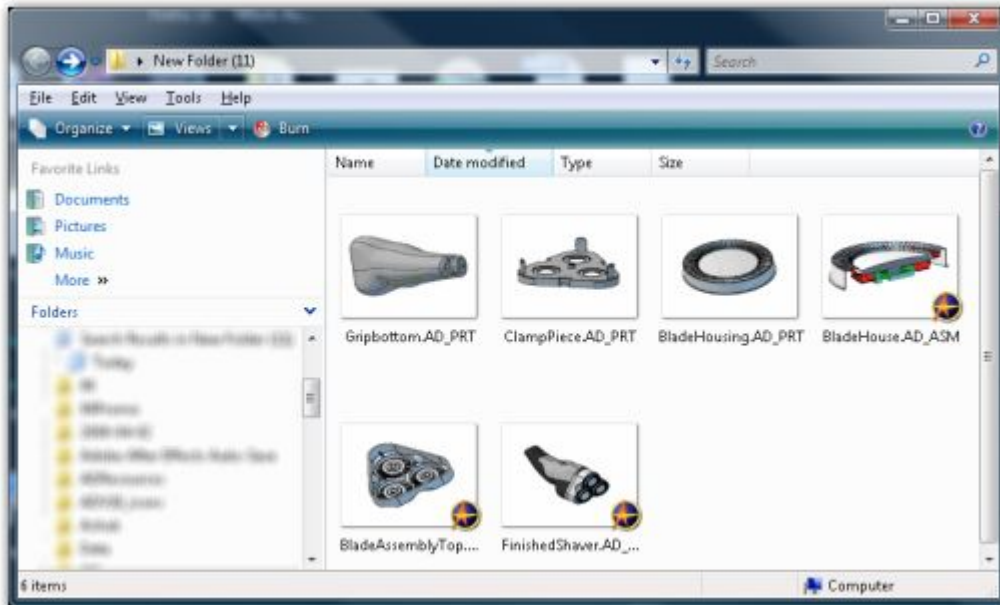 New Folder (11)
Search
File Edit View Tools Help
Organize Views Burn
Favorite Links
Documents
Pictures
Music
More »
Folders
Name Date modified Type Size
Gripbottom.AD_PRT ClampPiece.AD_PRT BladeHousing.AD_PRT BladeHouse.AD_ASM
BladeAssemblyTop.... FinishedShaver.AD_...
6 items
Computer